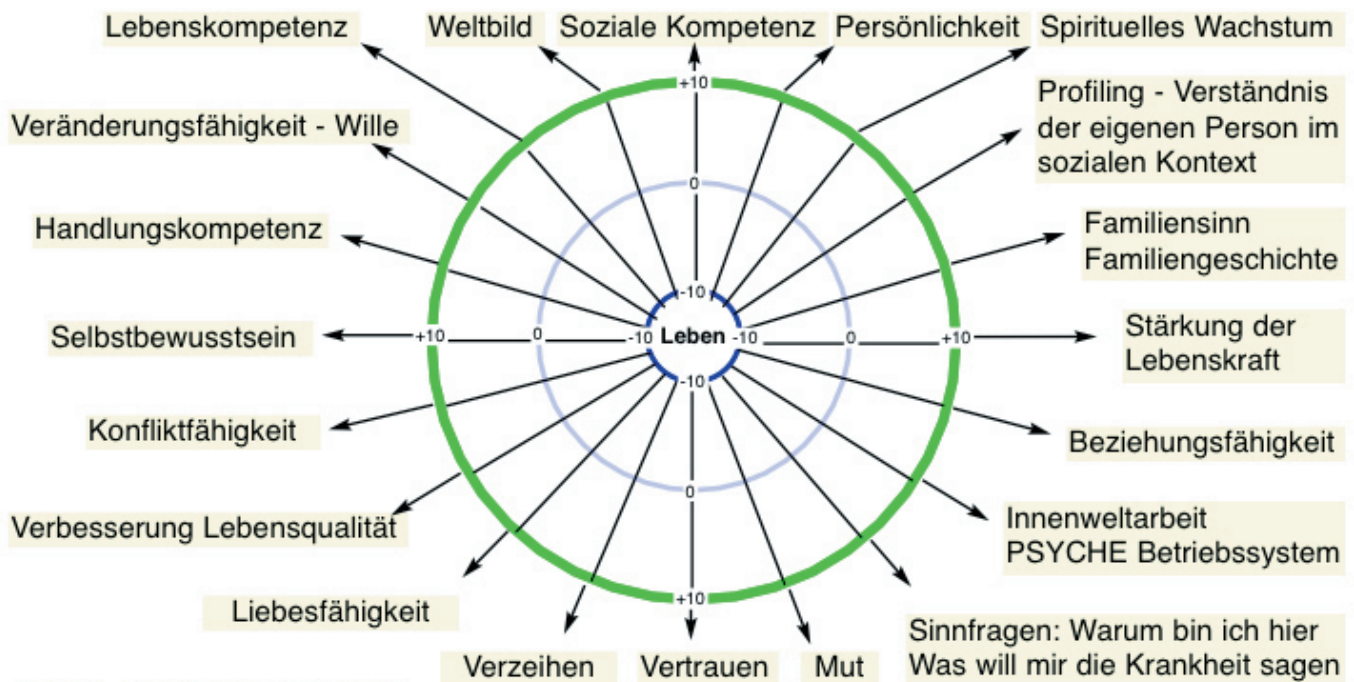 Lebenskompetenz
Weltbild
Soziale Kompetenz
Persönlichkeit
Spirituelles Wachstum
Profiling - Verständnis
der eigenen Person im
sozialen Kontext
Veränderungsfähigkeit - Wille
Handlungskompetenz
Familiensinn
Familiengeschichte
Selbstbewusstsein
Stärkung der
Lebenskraft
+10
0
-10
+10
0
-10
Leben
-10
0
+10
-10
0
+10
Konfliktfähigkeit
Beziehungsfähigkeit
Verbesserung Lebensqualität
Innenweltarbeit
PSYCHE Betriebssystem
Liebesfähigkeit
Verzeihen
Vertrauen
Mut
Sinnfragen: Warum bin ich hier
Was will mir die Krankheit sagen